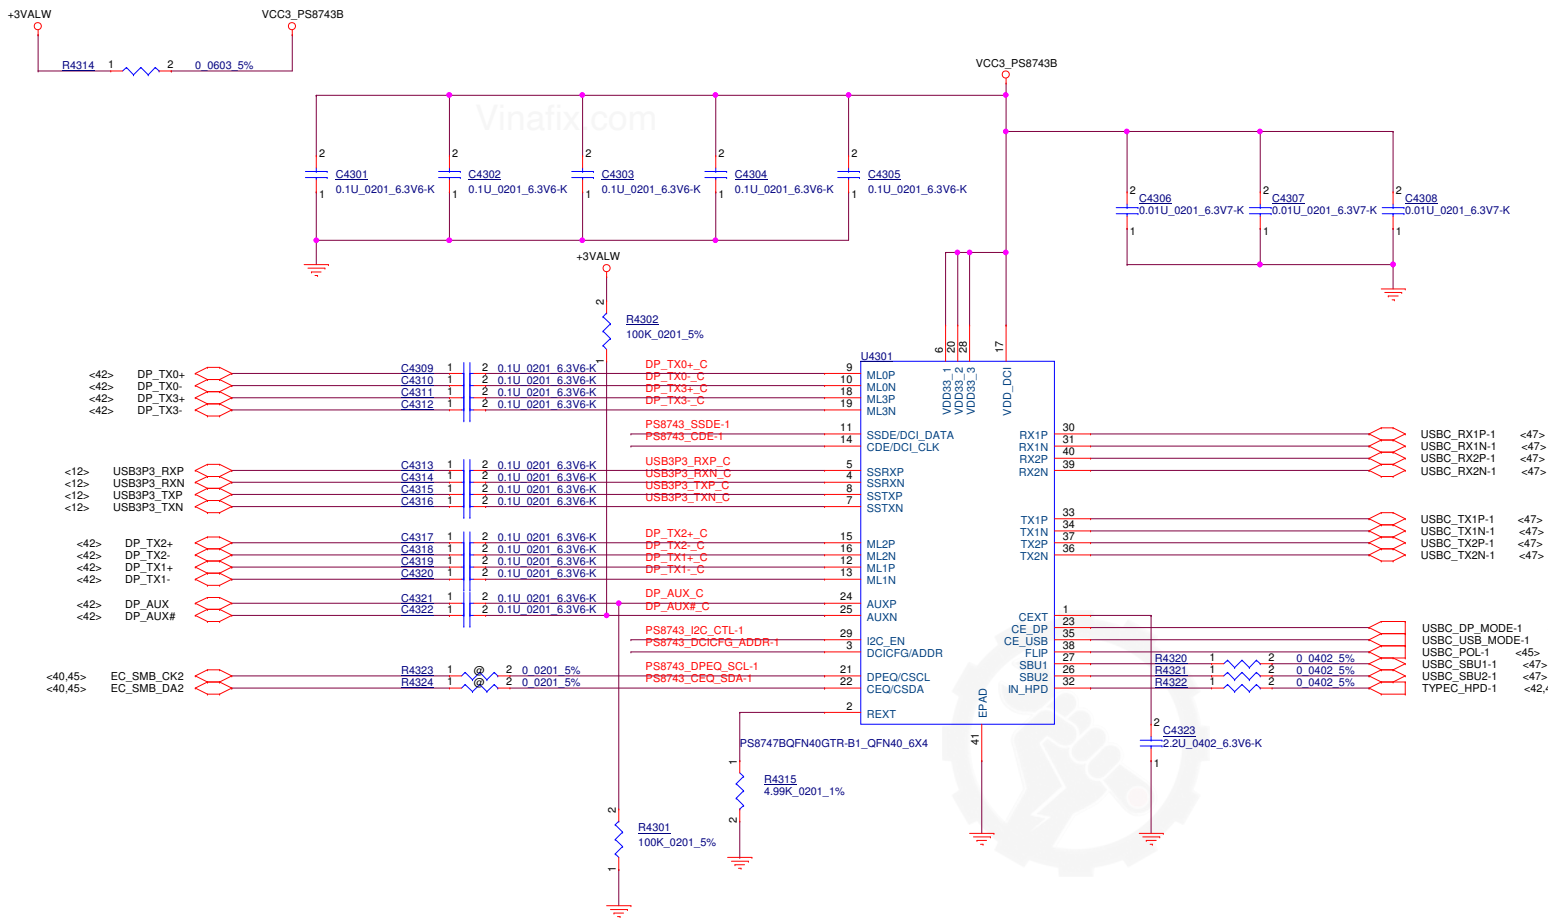 +3VALW
VCC3_PS8743B
R4314 1 2 0_0603_5%
VCC3_PS8743B
Vinafix.com
2 2 2 2 2
C4301 C4302 C4303 C4304 C4305
0.1U_0201_6.3V6-K 0.1U_0201_6.3V6-K 0.1U_0201_6.3V6-K 0.1U_0201_6.3V6-K 0.1U_0201_6.3V6-K
1 1 1 1 1
2 2 2
C4306 C4307 C4308
0.01U_0201_6.3V7-K 0.01U_0201_6.3V7-K 0.01U_0201_6.3V7-K
1 1 1
+3VALW
2
R4302
100K_0201_5%
1
6 20 28 17
U4301
VDD33_1 VDD33_2 VDD33_3 VDD_DCI
<42> DP_TX0+ C4309 1 2 0.1U_0201_6.3V6-K DP_TX0+_C 9 ML0P
<42> DP_TX0- C4310 1 2 0.1U_0201_6.3V6-K DP_TX0-_C 10 ML0N
<42> DP_TX3+ C4311 1 2 0.1U_0201_6.3V6-K DP_TX3+_C 18 ML3P
<42> DP_TX3- C4312 1 2 0.1U_0201_6.3V6-K DP_TX3-_C 19 ML3N
PS8743_SSDE-1 11 SSDE/DCI_DATA RX1P 30 USBC_RX1P-1 <47>
PS8743_CDE-1 14 CDE/DCI_CLK RX1N 31 USBC_RX1N-1 <47>
RX2P 40 USBC_RX2P-1 <47>
<12> USB3P3_RXP C4313 1 2 0.1U_0201_6.3V6-K USB3P3_RXP_C 5 SSRXP RX2N 39 USBC_RX2N-1 <47>
<12> USB3P3_RXN C4314 1 2 0.1U_0201_6.3V6-K USB3P3_RXN_C 4 SSRXN
<12> USB3P3_TXP C4315 1 2 0.1U_0201_6.3V6-K USB3P3_TXP_C 8 SSTXP
<12> USB3P3_TXN C4316 1 2 0.1U_0201_6.3V6-K USB3P3_TXN_C 7 SSTXN
TX1P 33 USBC_TX1P-1 <47>
TX1N 34 USBC_TX1N-1 <47>
<42> DP_TX2+ C4317 1 2 0.1U_0201_6.3V6-K DP_TX2+_C 15 ML2P TX2P 37 USBC_TX2P-1 <47>
<42> DP_TX2- C4318 1 2 0.1U_0201_6.3V6-K DP_TX2-_C 16 ML2N TX2N 36 USBC_TX2N-1 <47>
<42> DP_TX1+ C4319 1 2 0.1U_0201_6.3V6-K DP_TX1+_C 12 ML1P
<42> DP_TX1- C4320 1 2 0.1U_0201_6.3V6-K DP_TX1-_C 13 ML1N
<42> DP_AUX C4321 1 2 0.1U_0201_6.3V6-K DP_AUX_C 24 AUXP
<42> DP_AUX# C4322 1 2 0.1U_0201_6.3V6-K DP_AUX#_C 25 AUXN CEXT 1
CE_DP 23 USBC_DP_MODE-1
PS8743_I2C_CTL-1 29 I2C_EN CE_USB 35 USBC_USB_MODE-1
PS8743_DCICFG_ADDR-1 3 DCICFG/ADDR FLIP 38 USBC_POL-1 <45>
SBU1 27 R4320 1 2 0_0402_5% USBC_SBU1-1 <47>
<40,45> EC_SMB_CK2 R4323 1 @ 2 0_0201_5% PS8743_DPEQ_SCL-1 21 DPEQ/CSCL SBU2 26 R4321 1 2 0_0402_5% USBC_SBU2-1 <47>
<40,45> EC_SMB_DA2 R4324 1 @ 2 0_0201_5% PS8743_CEQ_SDA-1 22 CEQ/CSDA IN_HPD 32 R4322 1 2 0_0402_5% TYPEC_HPD-1 <42,4
2 REXT EPAD
41
PS8747BQFN40GTR-B1_QFN40_6X4
2
C4323
2.2U_0402_6.3V6-K
1
1
R4315
4.99K_0201_1%
2
2
R4301
100K_0201_5%
1